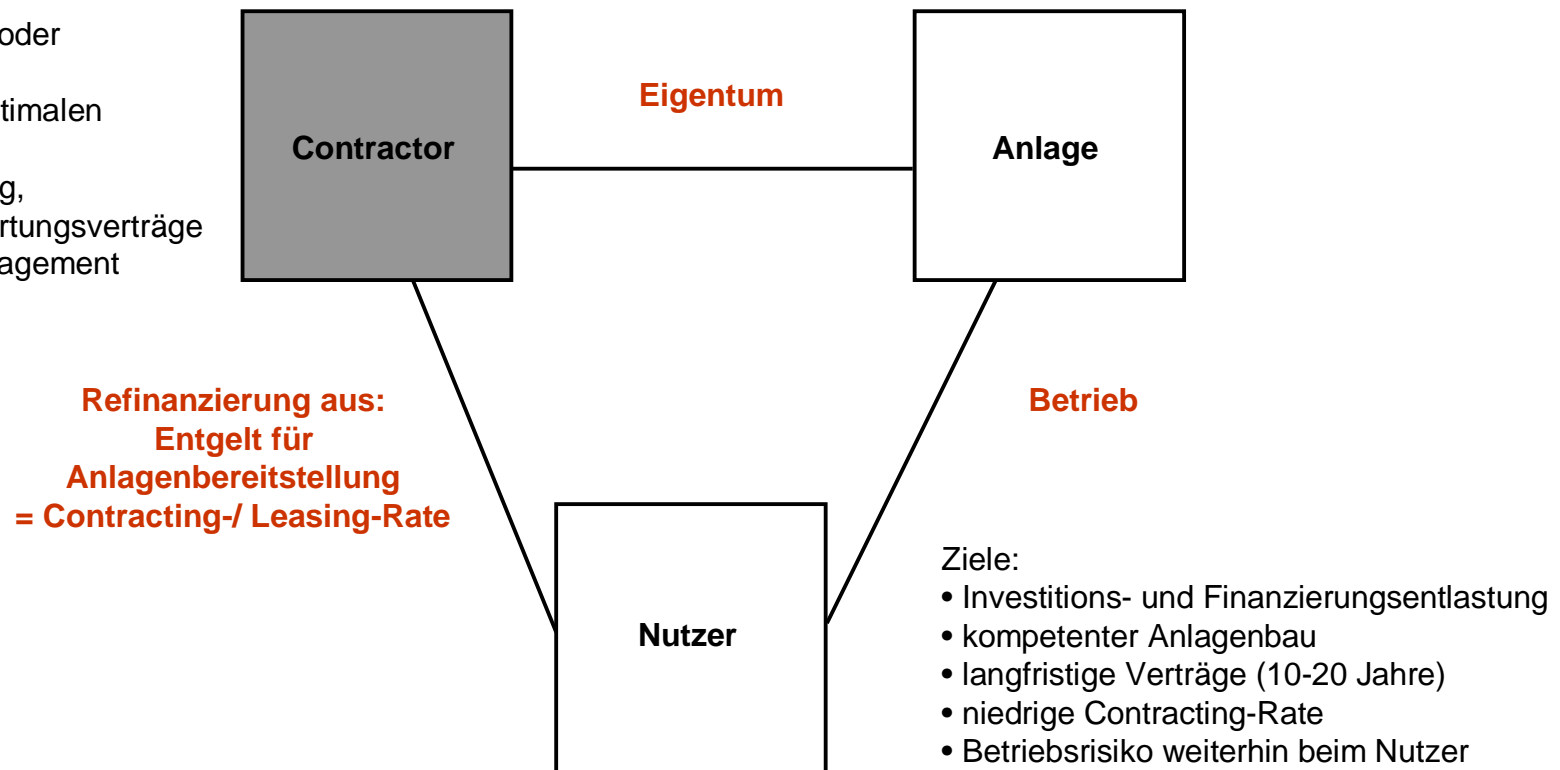 oder
timalen
g,
rtungsverträge
agement
Contractor
Eigentum
Anlage
Refinanzierung aus:
Entgelt für
Anlagenbereitstellung
= Contracting-/ Leasing-Rate
Betrieb
Nutzer
Ziele:
• Investitions- und Finanzierungsentlastung
• kompetenter Anlagenbau
• langfristige Verträge (10-20 Jahre)
• niedrige Contracting-Rate
• Betriebsrisiko weiterhin beim Nutzer